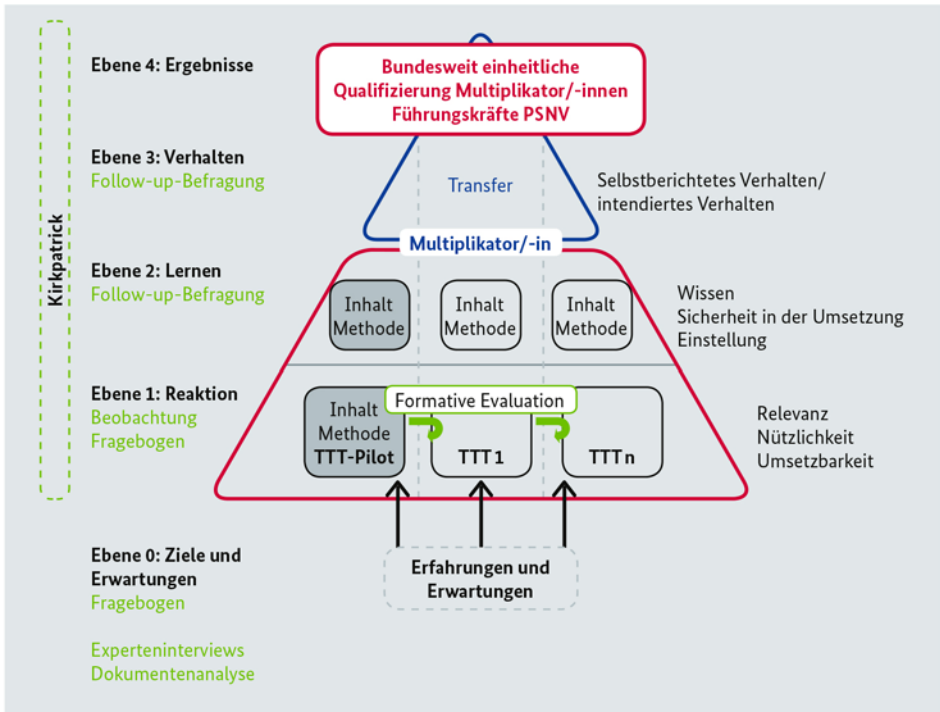 Kirkpatrick
Ebene 4: Ergebnisse
Bundesweit einheitliche
Qualifizierung Multiplikator/-innen
Führungskräfte PSNV
Ebene 3: Verhalten
Follow-up-Befragung
Transfer
Selbstberichtetes Verhalten/
intendiertes Verhalten
Multiplikator/-in
Ebene 2: Lernen
Follow-up-Befragung
Inhalt
Methode
Inhalt
Methode
Inhalt
Methode
Wissen
Sicherheit in der Umsetzung
Einstellung
Ebene 1: Reaktion
Beobachtung
Fragebogen
Formative Evaluation
Inhalt
Methode
TTT-Pilot
TTT 1
TTT n
Relevanz
Nützlichkeit
Umsetzbarkeit
Ebene 0: Ziele und
Erwartungen
Fragebogen
Erfahrungen und
Erwartungen
Experteninterviews
Dokumentenanalyse